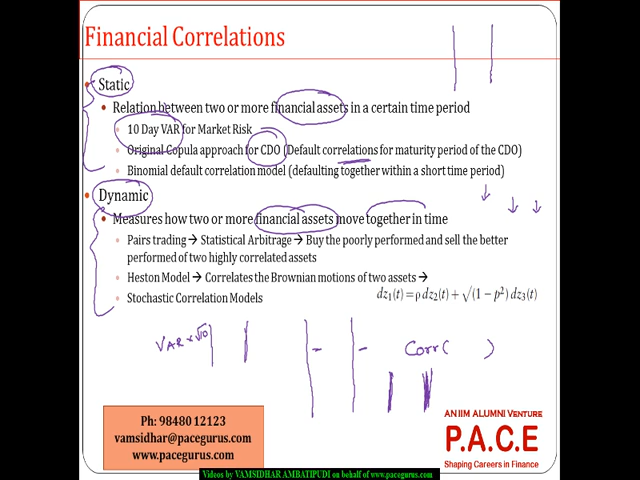 Financial Correlations
Static
Relation between two or more financial assets in a certain time period
10 Day VAR for Market Risk
Original Copula approach for CDO (Default correlations for maturity period of the CDO)
Binomial default correlation model (defaulting together within a short time period)
Dynamic
Measures how two or more financial assets move together in time
Pairs trading → Statistical Arbitrage → Buy the poorly performed and sell the better
performed of two highly correlated assets
Heston Model → Correlates the Brownian motions of two assets →
dz₁(t) = ρ dz₂(t) + √(1 − ρ²) dz₃(t)
Stochastic Correlation Models
VAR x √10
Corr( )
Ph: 98480 12123
vamsidhar@pacegurus.com
www.pacegurus.com
AN IIM ALUMNI VENTURE
P.A.C.E
Shaping Careers in Finance
Videos by VAMSIDHAR AMBATIPUDI on behalf of www.pacegurus.com